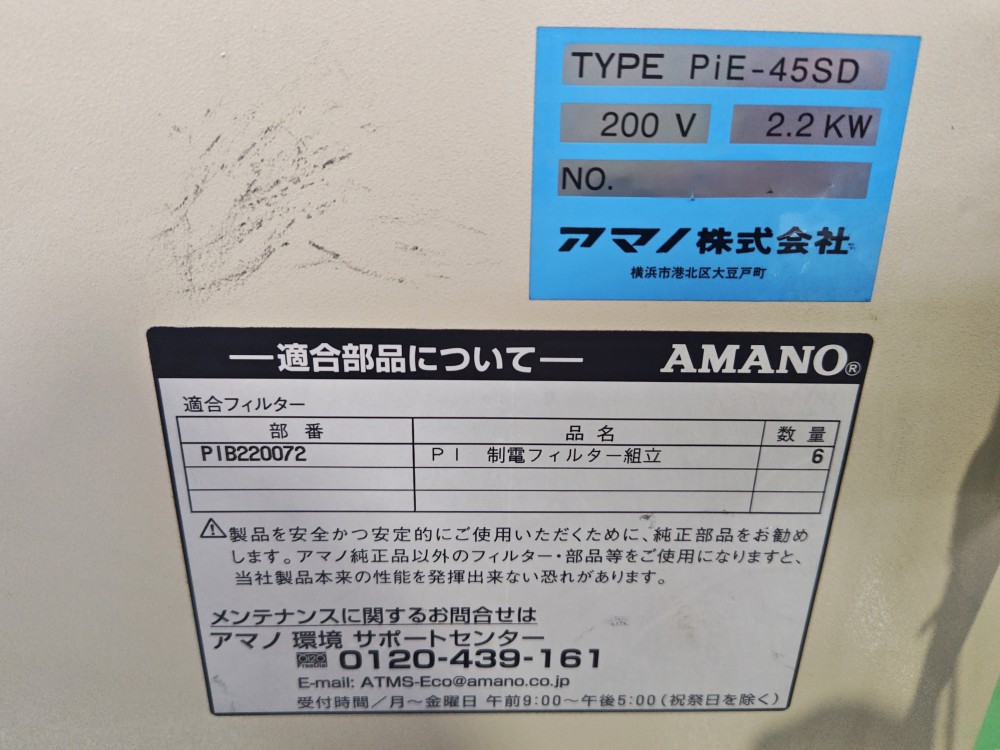 TYPE PiE-45SD
200 V 2.2 KW
NO.
アマノ株式会社
横浜市港北区大豆戸町
―適合部品について― AMANO®
適合フィルター
部番 品名 数量
PIB220072 PI 制電フィルター組立 6
⚠製品を安全かつ安定的にご使用いただくために、純正部品をお勧め
します。アマノ純正品以外のフィルター・部品等をご使用になりますと、
当社製品本来の性能を発揮出来ない恐れがあります。
メンテナンスに関するお問合せは
アマノ 環境 サポートセンター
FreeDial 0120-439-161
E-mail: ATMS-Eco@amano.co.jp
受付時間/月~金曜日 午前9:00~午後5:00(祝祭日を除く)